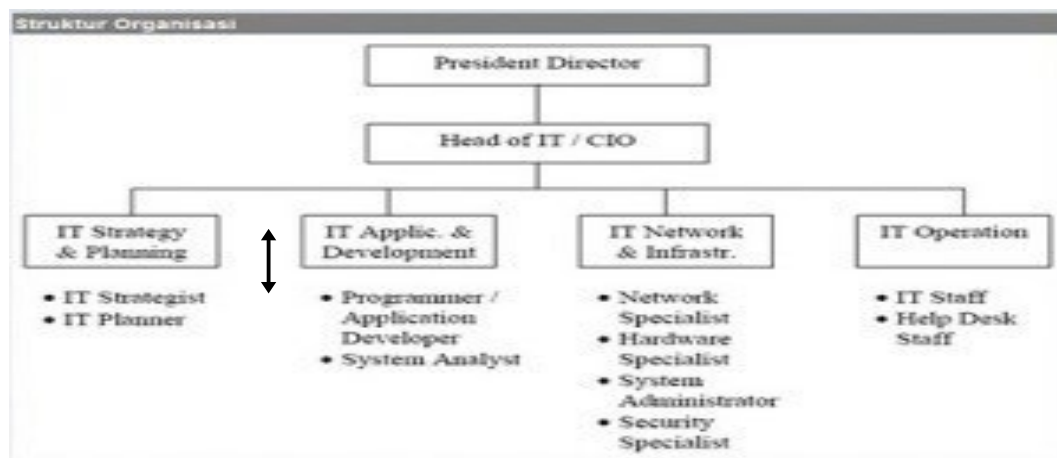 Struktur Organisasi
President Director
Head of IT / CIO
IT Strategy
& Planning
• IT Strategist
• IT Planner
IT Applic. &
Development
• Programmer /
Application
Developer
• System Analyst
IT Network
& Infrastr.
• Network
Specialist
• Hardware
Specialist
• System
Administrator
• Security
Specialist
IT Operation
• IT Staff
• Help Desk
Staff